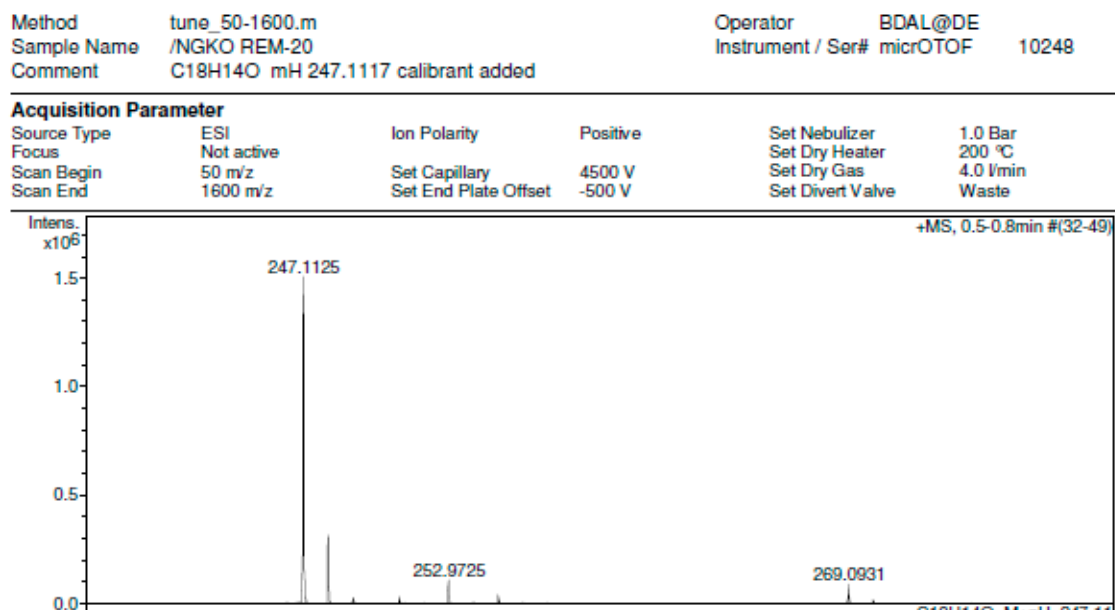 Method tune_50-1600.m Operator BDAL@DE
Sample Name /NGKO REM-20 Instrument / Ser# micrOTOF 10248
Comment C18H14O mH 247.1117 calibrant added
Acquisition Parameter
Source Type ESI Ion Polarity Positive Set Nebulizer 1.0 Bar
Focus Not active Set Dry Heater 200 °C
Scan Begin 50 m/z Set Capillary 4500 V Set Dry Gas 4.0 l/min
Scan End 1600 m/z Set End Plate Offset -500 V Set Divert Valve Waste
Intens. +MS, 0.5-0.8min #(32-49)
x10⁶
247.1125
1.5
1.0
0.5
252.9725 269.0931
0.0